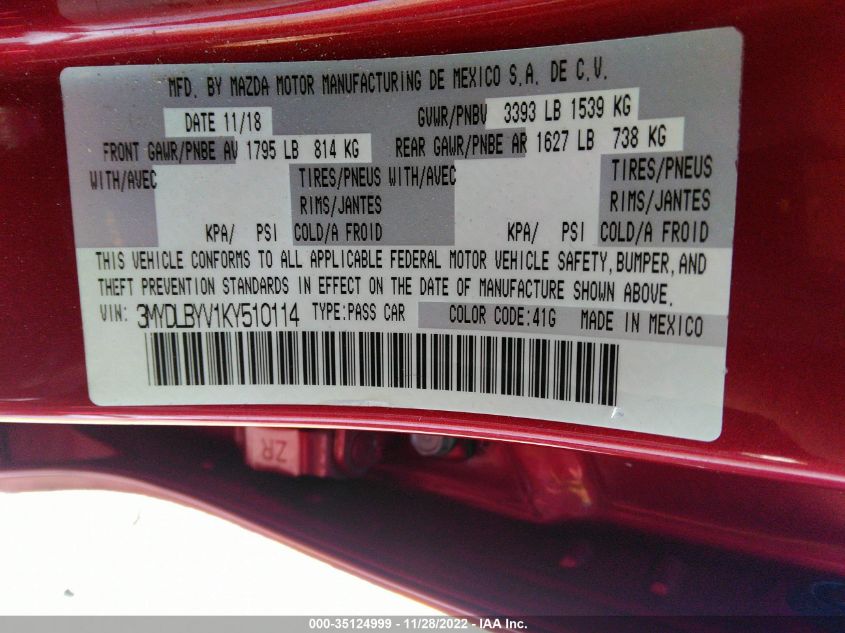 MFD. BY MAZDA MOTOR MANUFACTURING DE MEXICO S.A. DE C.V.
DATE 11/18 GVWR/PNBV 3393 LB 1539 KG
FRONT GAWR/PNBE AV 1795 LB 814 KG REAR GAWR/PNBE AR 1627 LB 738 KG
WITH/AVEC TIRES/PNEUS WITH/AVEC TIRES/PNEUS
RIMS/JANTES RIMS/JANTES
KPA/ PSI COLD/A FROID KPA/ PSI COLD/A FROID
THIS VEHICLE CONFORMS TO ALL APPLICABLE FEDERAL MOTOR VEHICLE SAFETY, BUMPER, AND
THEFT PREVENTION STANDARDS IN EFFECT ON THE DATE OF MANUFACTURE SHOWN ABOVE.
VIN: 3MYDLBYV1KY510114 TYPE:PASS CAR COLOR CODE:41G MADE IN MEXICO
ZR
000-35124999 - 11/28/2022 - IAA Inc.